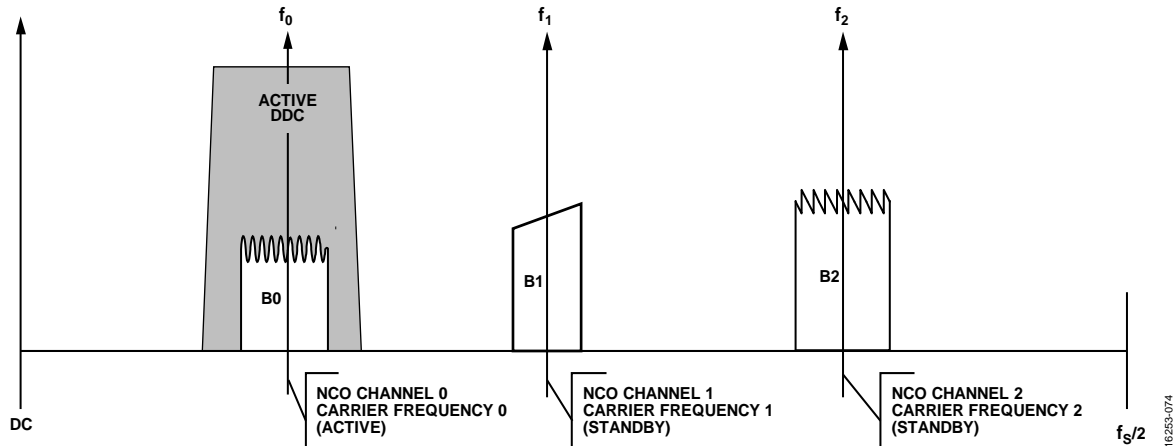 f0
f1
f2
ACTIVE
DDC
B0
B1
B2
DC
NCO CHANNEL 0
CARRIER FREQUENCY 0
(ACTIVE)
NCO CHANNEL 1
CARRIER FREQUENCY 1
(STANDBY)
NCO CHANNEL 2
CARRIER FREQUENCY 2
(STANDBY)
fS/2
16253-074